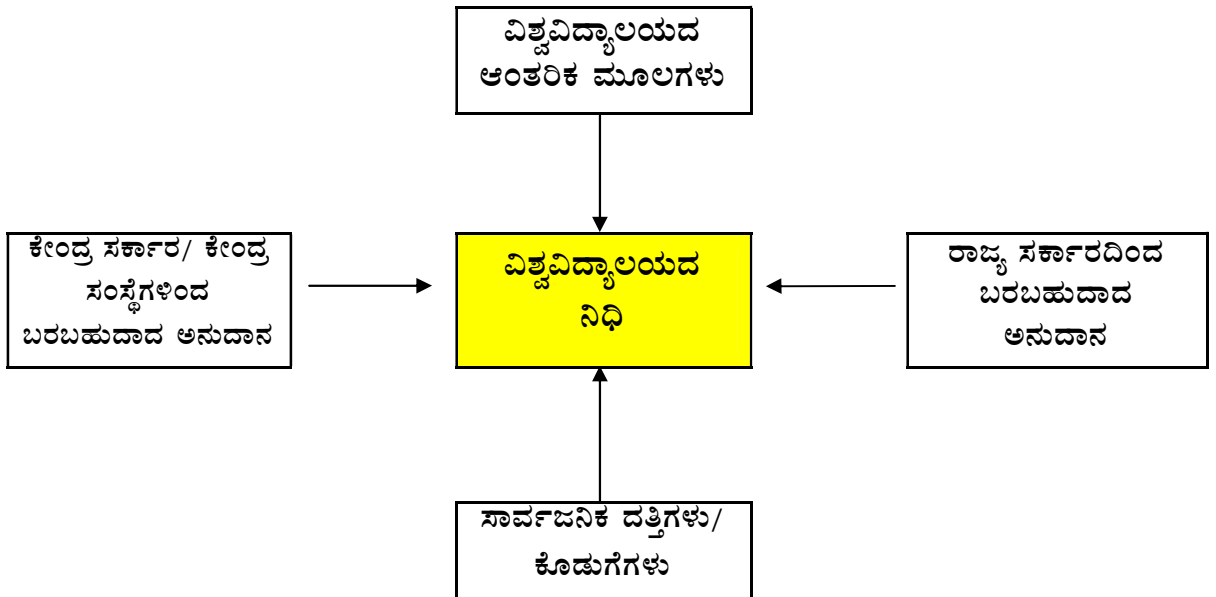 ವಿಶ್ವವಿದ್ಯಾಲಯದ
ಆಂತರಿಕ ಮೂಲಗಳು
ಕೇಂದ್ರ ಸರ್ಕಾರ/ ಕೇಂದ್ರ
ಸಂಸ್ಥೆಗಳಿಂದ
ಬರಬಹುದಾದ ಅನುದಾನ
ವಿಶ್ವವಿದ್ಯಾಲಯದ
ನಿಧಿ
ರಾಜ್ಯ ಸರ್ಕಾರದಿಂದ
ಬರಬಹುದಾದ
ಅನುದಾನ
ಸಾರ್ವಜನಿಕ ದತ್ತಿಗಳು/
ಕೊಡುಗೆಗಳು